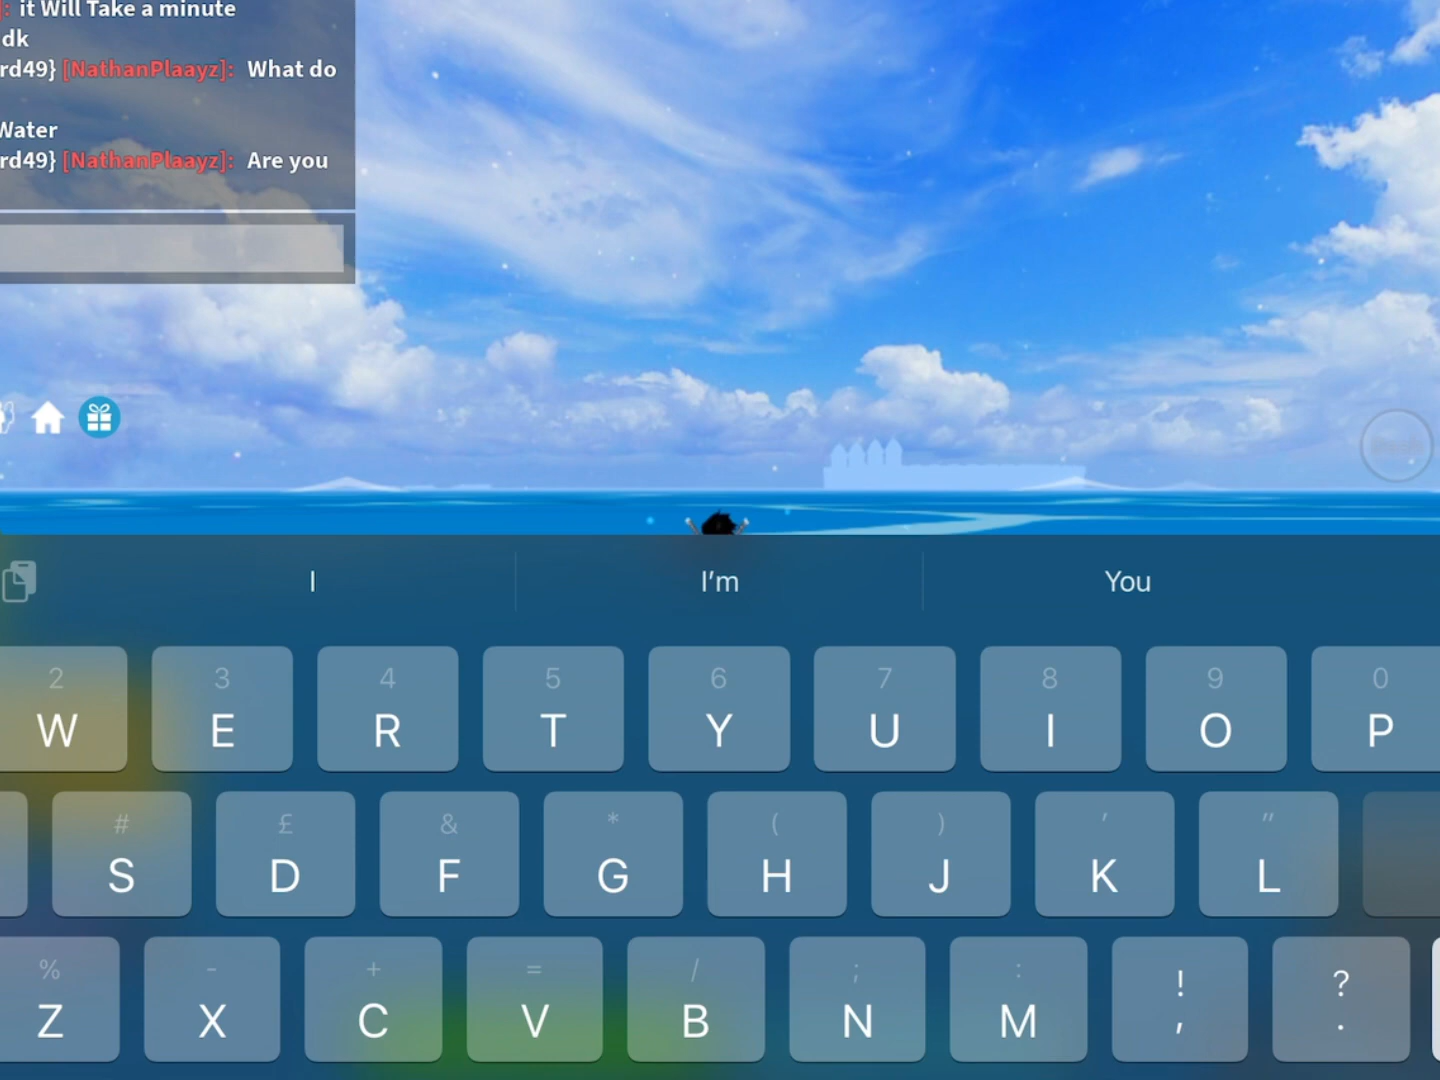 : it Will Take a minute
dk
rd49} [NathanPlaayz]: What do
Water
rd49} [NathanPlaayz]: Are you
I I'm You
2 3 4 5 6 7 8 9 0
W E R T Y U I O P
# £ & * ( ) ' "
S D F G H J K L
% - + = / ; : ! ?
Z X C V B N M , .